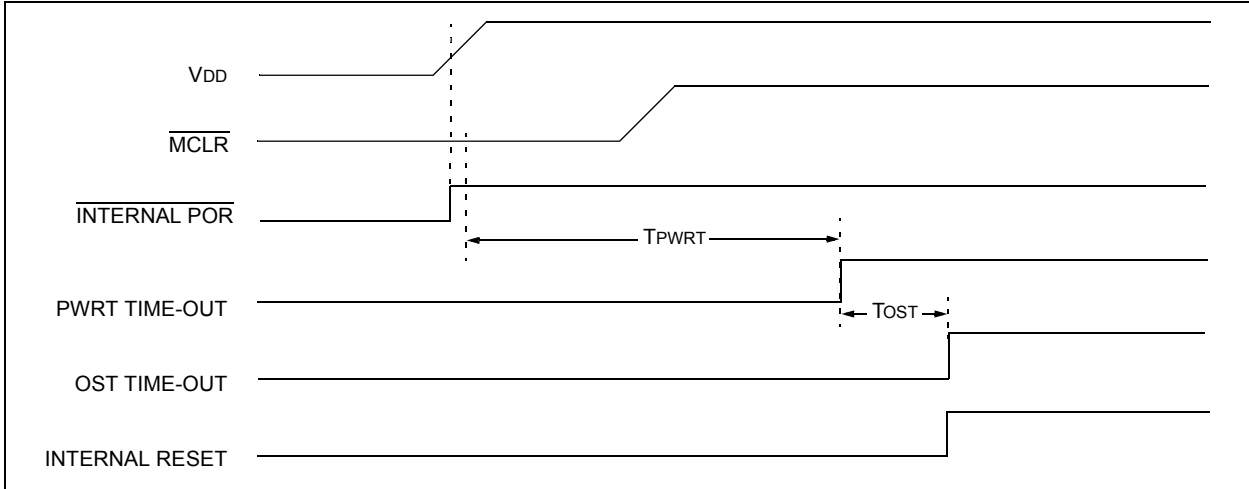 VDD
MCLR
INTERNAL POR
TPWRT
PWRT TIME-OUT
TOST
OST TIME-OUT
INTERNAL RESET